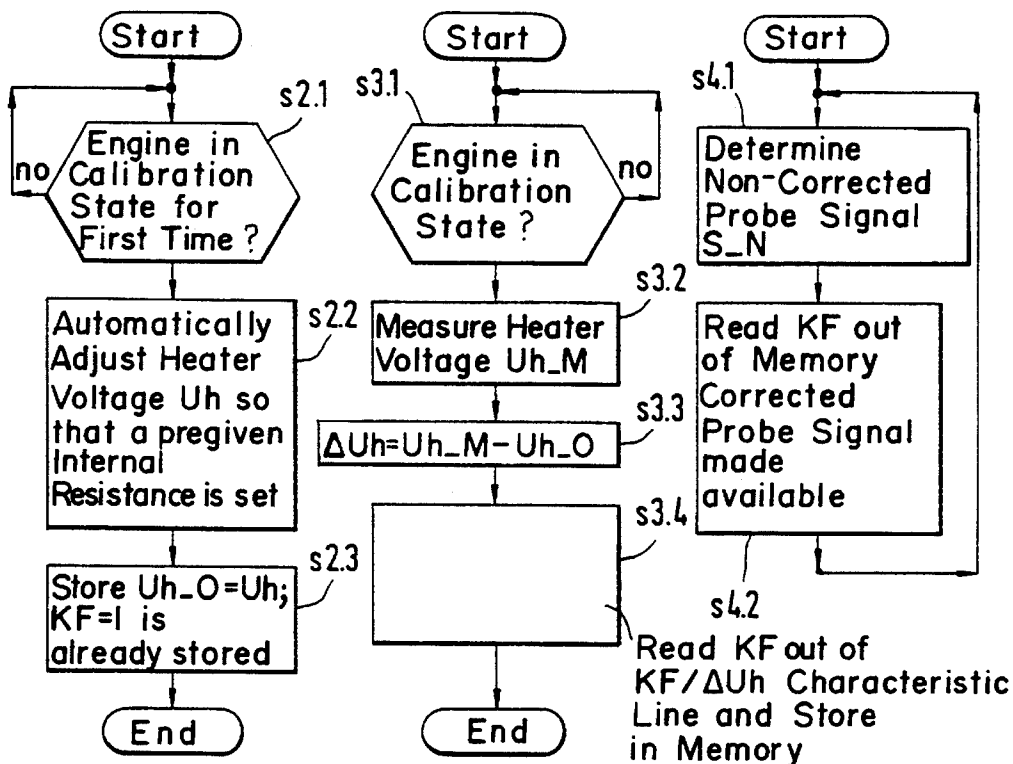 Start
s2.1
Engine in
Calibration
State for
First Time?
no
Automatically
Adjust Heater
Voltage Uh so
that a pregiven
Internal
Resistance is set
s2.2
Store Uh_O=Uh;
KF=1 is
already stored
s2.3
End
Start
s3.1
Engine in
Calibration
State?
no
s3.2
Measure Heater
Voltage Uh_M
s3.3
ΔUh=Uh_M-Uh_O
s3.4
Read KF out of
KF/ΔUh Characteristic
Line and Store
in Memory
End
Start
s4.1
Determine
Non-Corrected
Probe Signal
S_N
Read KF out
of Memory
Corrected
Probe Signal
made
available
s4.2